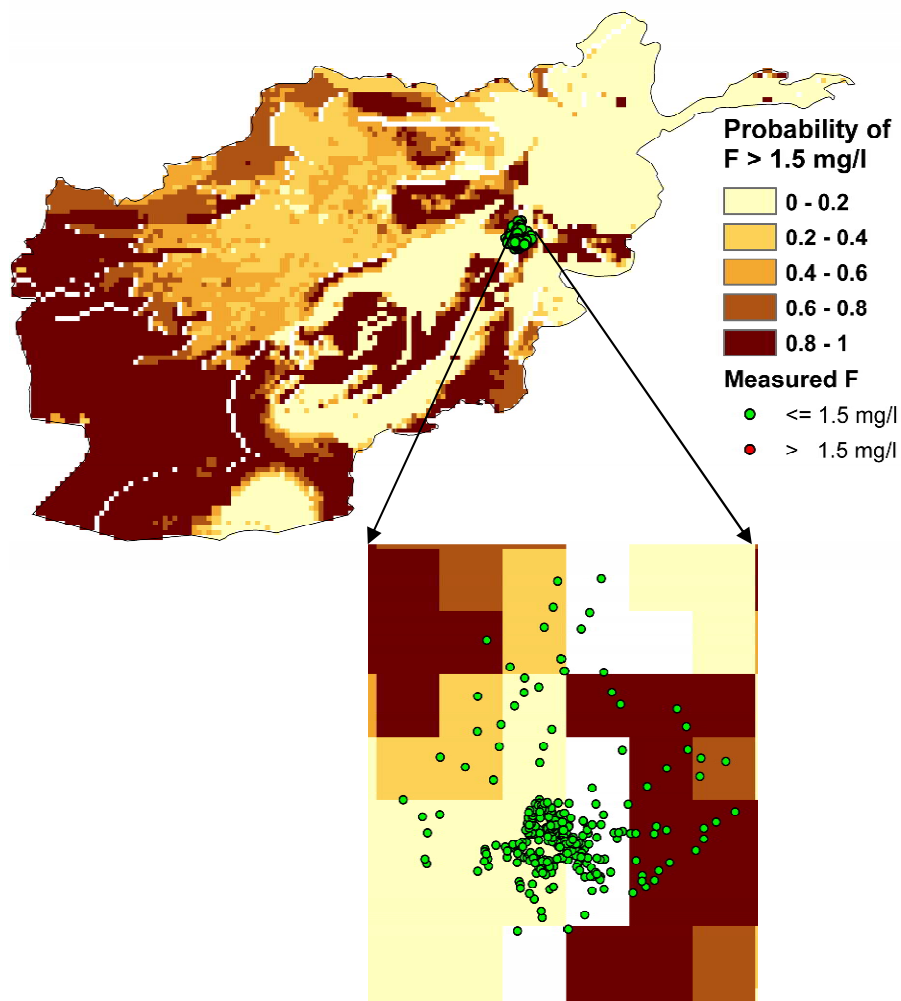 Probability of
F > 1.5 mg/l
0 - 0.2
0.2 - 0.4
0.4 - 0.6
0.6 - 0.8
0.8 - 1
Measured F
<= 1.5 mg/l
> 1.5 mg/l